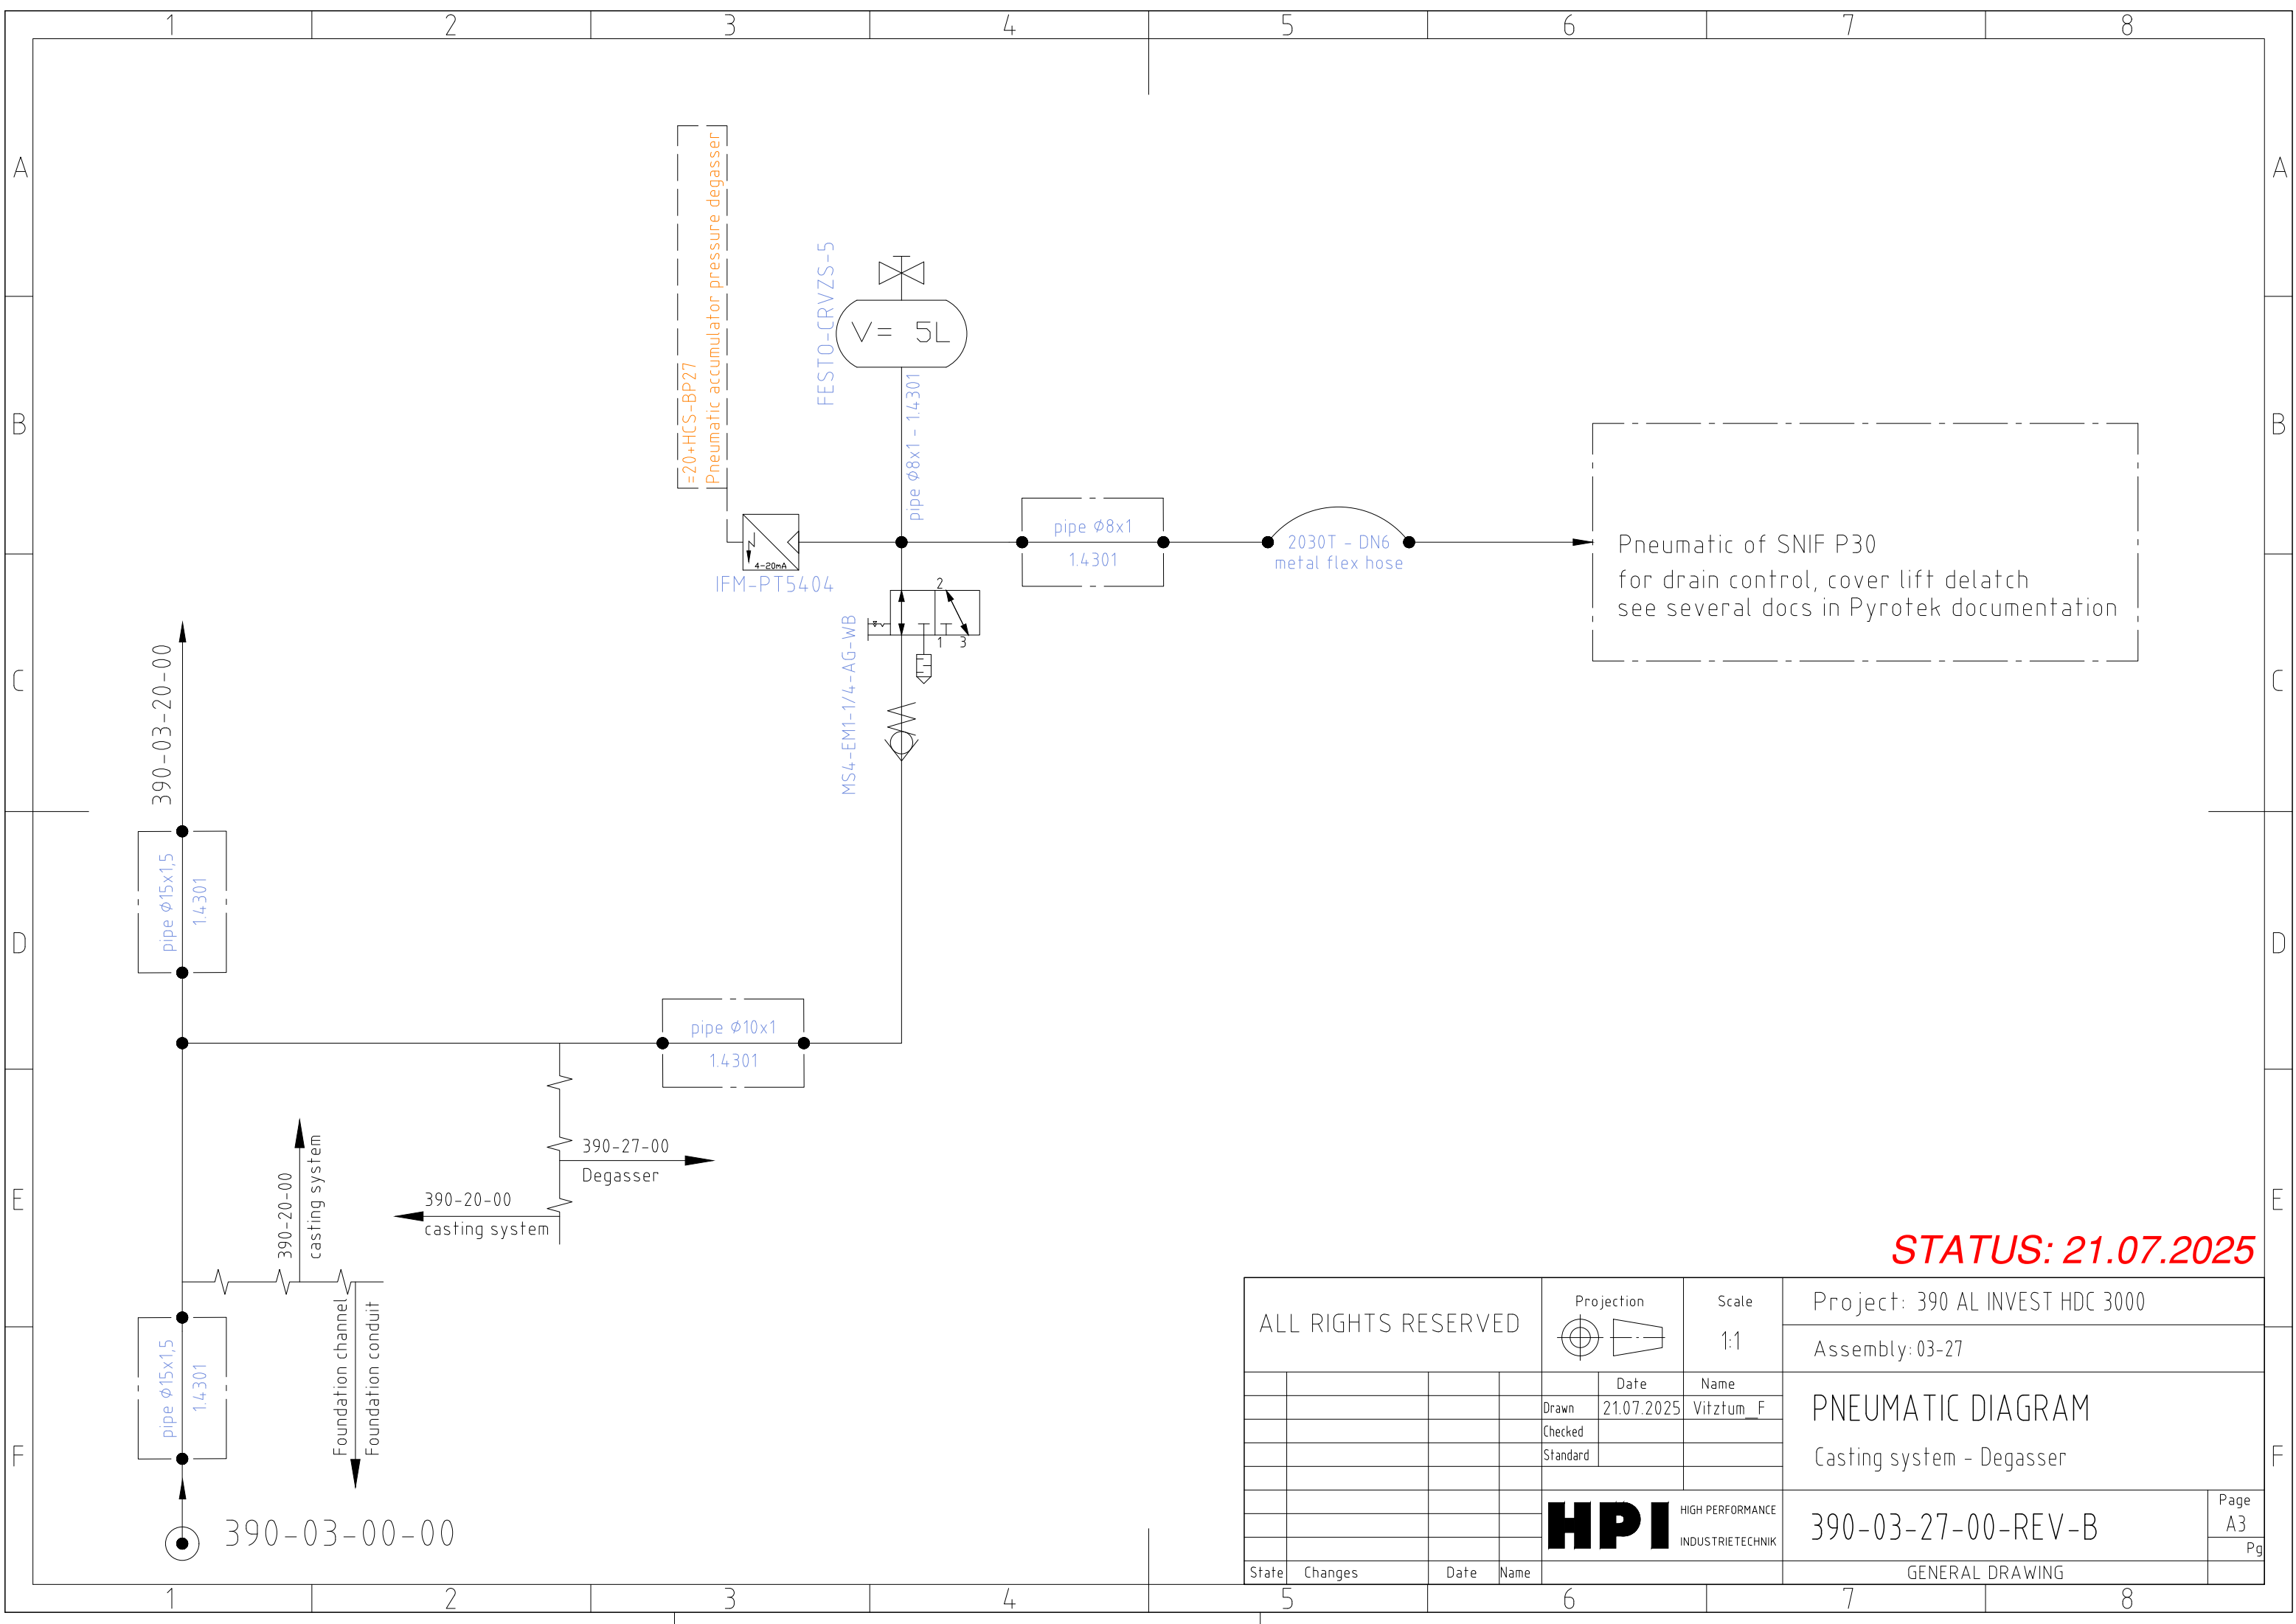 1 2 3 4 5 6 7 8
A A
=20+HCS-BP27
Pneumatic accumulator pressure degasser
FESTO-CRVZS-5
V= 5L
pipe Ø8x1 - 1.4301
B B
pipe Ø8x1
1.4301
2030T - DN6
metal flex hose
Pneumatic of SNIF P30
for drain control, cover lift delatch
see several docs in Pyrotek documentation
4-20mA
IFM-PT5404
2
1 3
MS4-EM1-1/4-AG-WB
C C
390-03-20-00
pipe Ø15x1,5
1.4301
D D
pipe Ø10x1
1.4301
390-27-00
Degasser
390-20-00
casting system
390-20-00
casting system
E E
Foundation channel
Foundation conduit
pipe Ø15x1,5
1.4301
F F
390-03-00-00
STATUS: 21.07.2025
ALL RIGHTS RESERVED
Projection
Scale
1:1
Project: 390 AL INVEST HDC 3000
Assembly: 03-27
Date Name
Drawn 21.07.2025 Vitztum_F
Checked
Standard
PNEUMATIC DIAGRAM
Casting system - Degasser
HPI
HIGH PERFORMANCE
INDUSTRIETECHNIK
390-03-27-00-REV-B
Page
A3
Pg
State Changes Date Name
GENERAL DRAWING
1 2 3 4 5 6 7 8